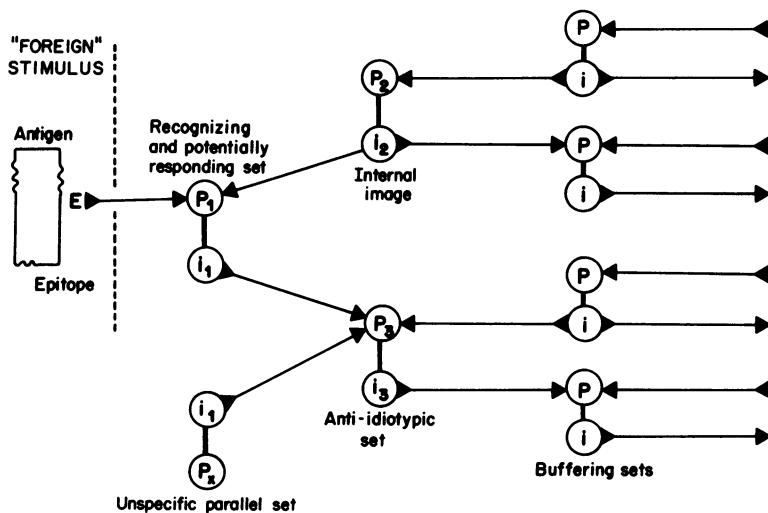 "FOREIGN"
STIMULUS
Antigen
E
Epitope
Recognizing
and potentially
responding set
P₁
i₁
P₂
i₂
Internal
image
P
i
P
i
P₃
i₃
Anti-idiotypic
set
i₁
Pₓ
Unspecific parallel set
P
i
P
i
Buffering sets